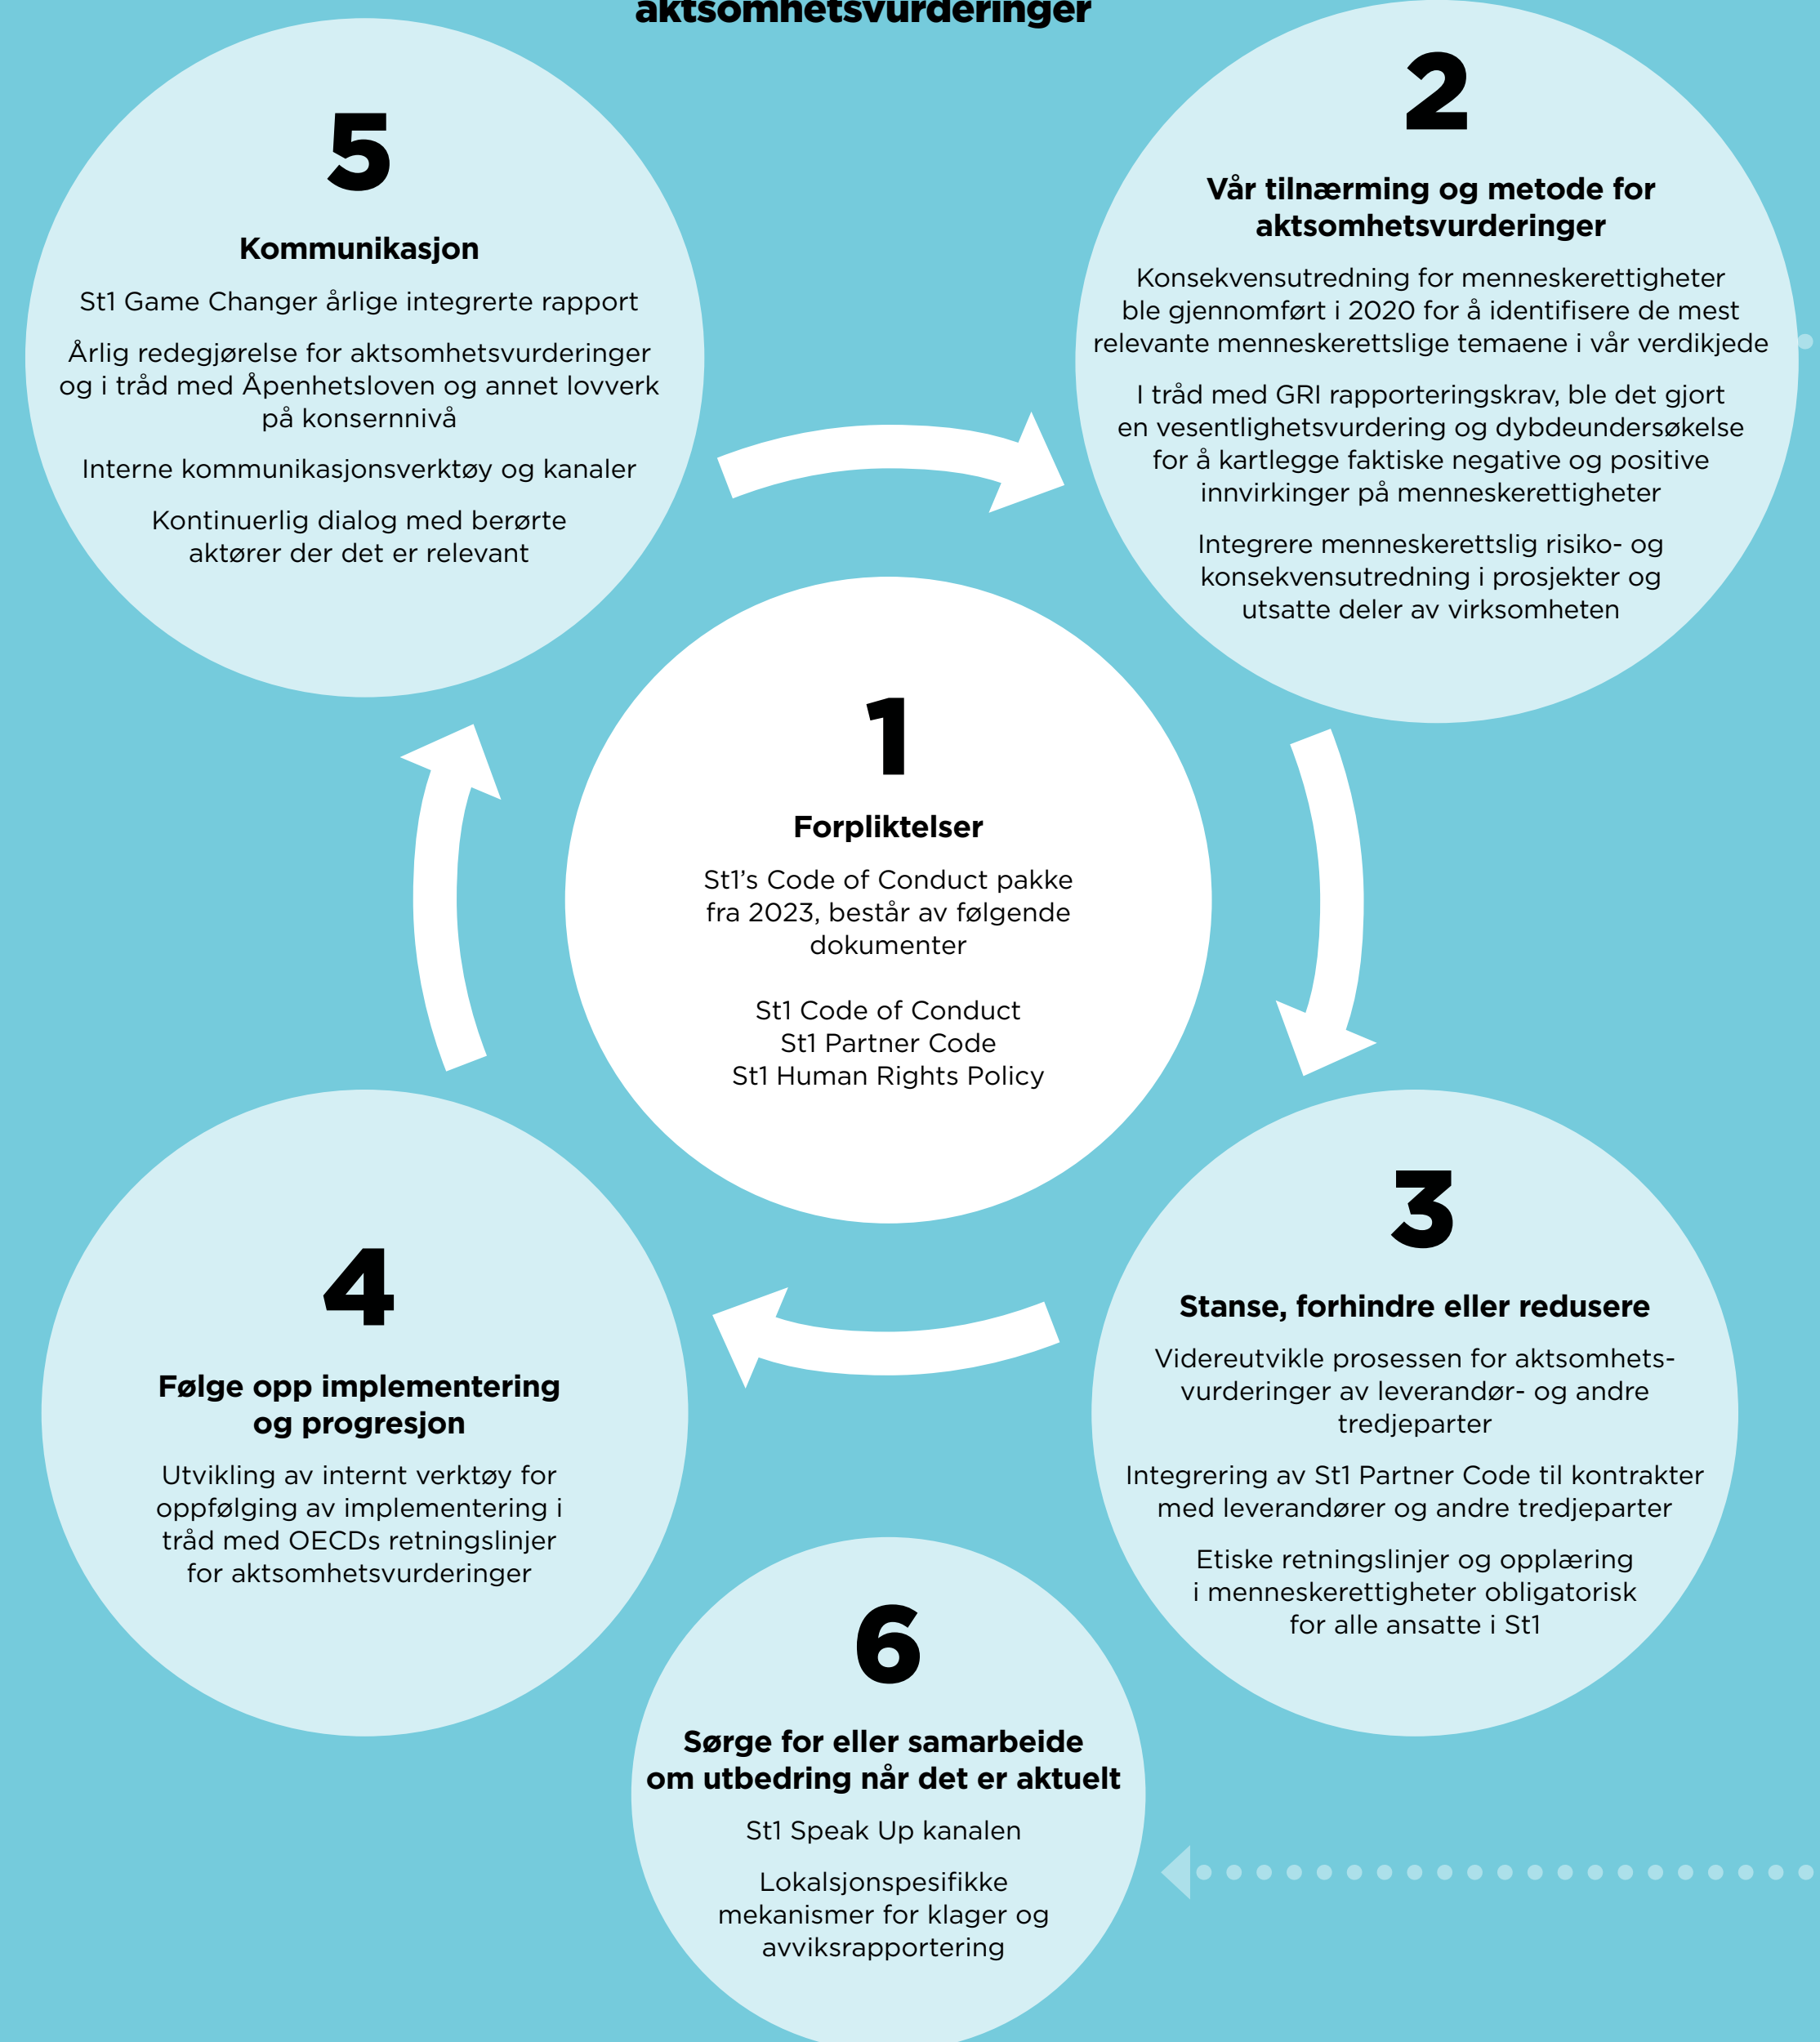 aktsomhetsvurderinger
5
Kommunikasjon
St1 Game Changer årlige integrerte rapport
Årlig redegjørelse for aktsomhetsvurderinger
og i tråd med Åpenhetsloven og annet lovverk
på konsernnivå
Interne kommunikasjonsverktøy og kanaler
Kontinuerlig dialog med berørte
aktører der det er relevant
2
Vår tilnærming og metode for
aktsomhetsvurderinger
Konsekvensutredning for menneskerettigheter
ble gjennomført i 2020 for å identifisere de mest
relevante menneskerettslige temaene i vår verdikjede
I tråd med GRI rapporteringskrav, ble det gjort
en vesentlighetsvurdering og dybdeundersøkelse
for å kartlegge faktiske negative og positive
innvirkinger på menneskerettigheter
Integrere menneskerettslig risiko- og
konsekvensutredning i prosjekter og
utsatte deler av virksomheten
1
Forpliktelser
St1’s Code of Conduct pakke
fra 2023, består av følgende
dokumenter
St1 Code of Conduct
St1 Partner Code
St1 Human Rights Policy
4
Følge opp implementering
og progresjon
Utvikling av internt verktøy for
oppfølging av implementering i
tråd med OECDs retningslinjer
for aktsomhetsvurderinger
3
Stanse, forhindre eller redusere
Videreutvikle prosessen for aktsomhets-
vurderinger av leverandør- og andre
tredjeparter
Integrering av St1 Partner Code til kontrakter
med leverandører og andre tredjeparter
Etiske retningslinjer og opplæring
i menneskerettigheter obligatorisk
for alle ansatte i St1
6
Sørge for eller samarbeide
om utbedring når det er aktuelt
St1 Speak Up kanalen
Lokalsjonspesifikke
mekanismer for klager og
avviksrapportering